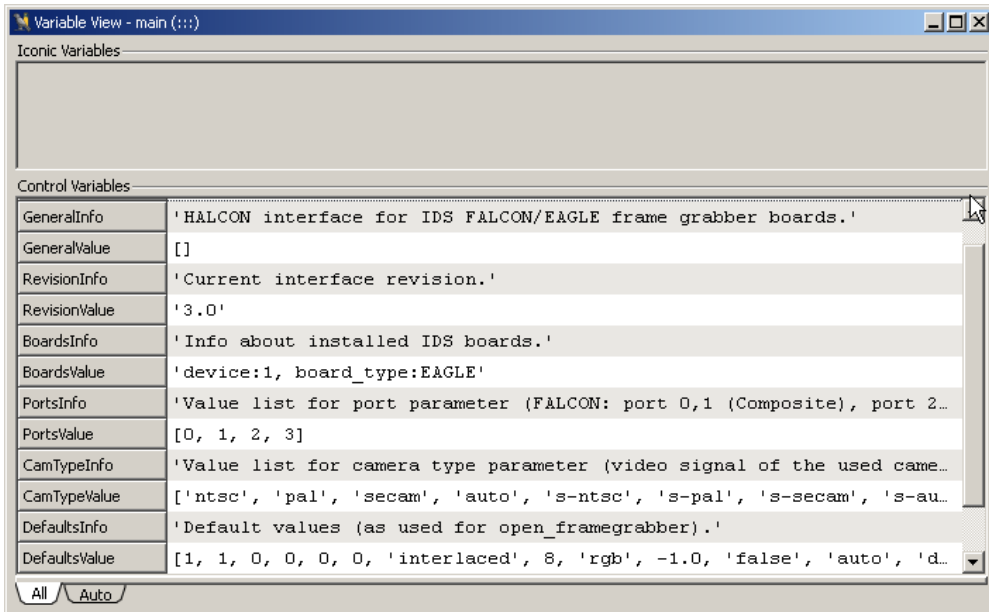 Variable View - main (:::)
Iconic Variables
Control Variables
GeneralInfo 'HALCON interface for IDS FALCON/EAGLE frame grabber boards.'
GeneralValue []
RevisionInfo 'Current interface revision.'
RevisionValue '3.0'
BoardsInfo 'Info about installed IDS boards.'
BoardsValue 'device:1, board_type:EAGLE'
PortsInfo 'Value list for port parameter (FALCON: port 0,1 (Composite), port 2…
PortsValue [0, 1, 2, 3]
CamTypeInfo 'Value list for camera type parameter (video signal of the used came…
CamTypeValue ['ntsc', 'pal', 'secam', 'auto', 's-ntsc', 's-pal', 's-secam', 's-au…
DefaultsInfo 'Default values (as used for open_framegrabber).'
DefaultsValue [1, 1, 0, 0, 0, 0, 'interlaced', 8, 'rgb', -1.0, 'false', 'auto', 'd…
All Auto